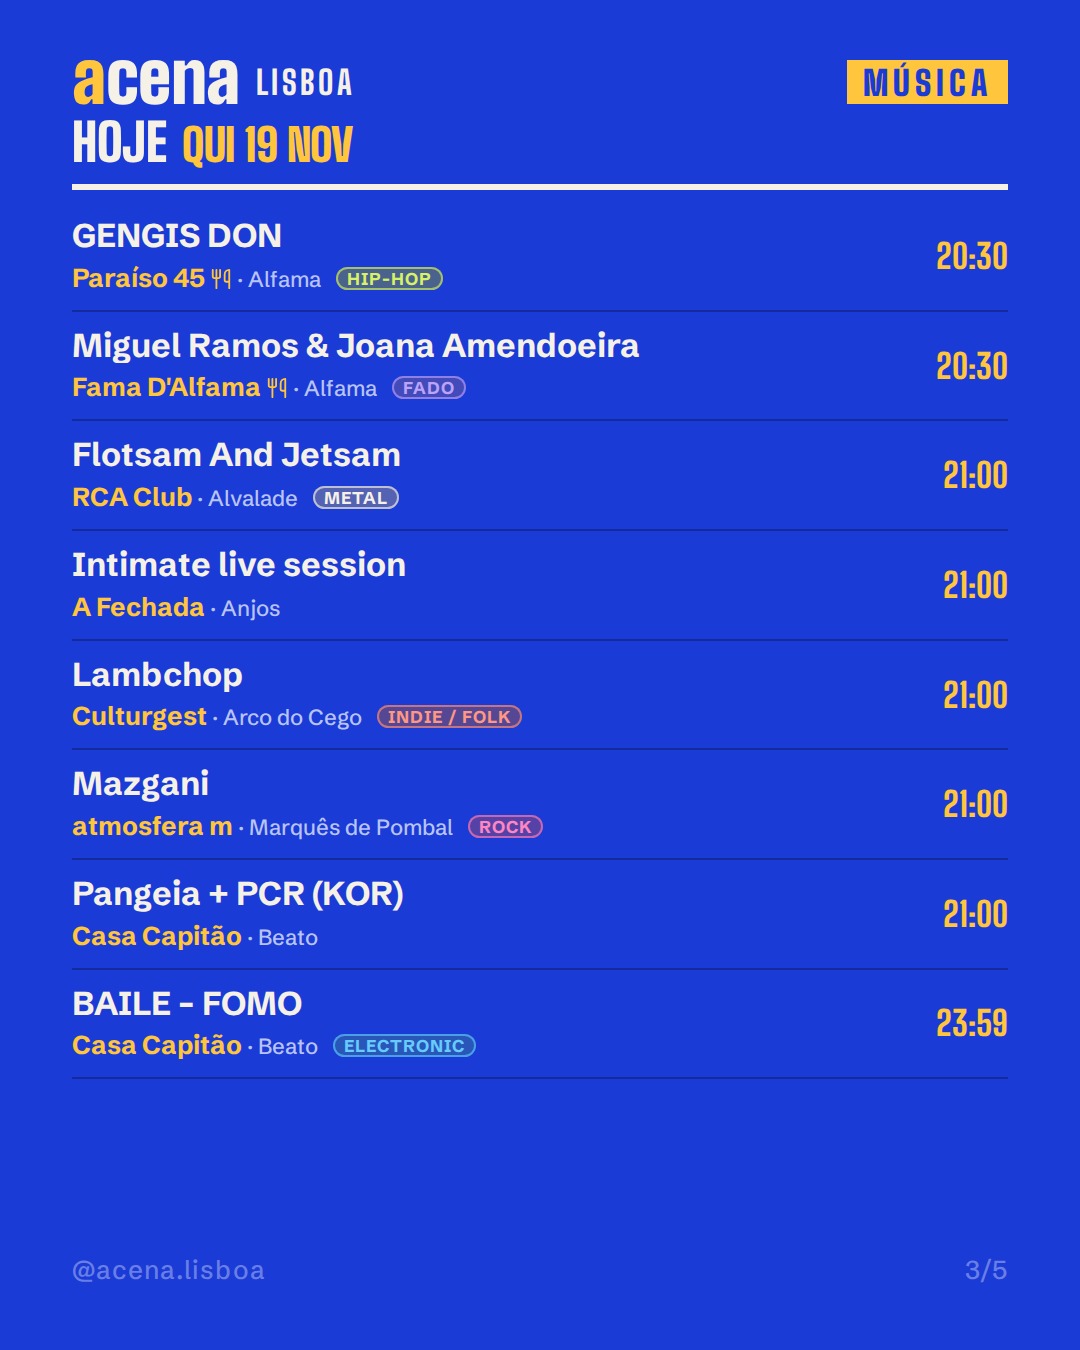 acena LISBOA
MÚSICA
HOJE QUI 19 NOV
GENGIS DON
Paraíso 45 · Alfama HIP-HOP
20:30
Miguel Ramos & Joana Amendoeira
Fama D'Alfama · Alfama FADO
20:30
Flotsam And Jetsam
RCA Club · Alvalade METAL
21:00
Intimate live session
A Fechada · Anjos
21:00
Lambchop
Culturgest · Arco do Cego INDIE / FOLK
21:00
Mazgani
atmosfera m · Marquês de Pombal ROCK
21:00
Pangeia + PCR (KOR)
Casa Capitão · Beato
21:00
BAILE – FOMO
Casa Capitão · Beato ELECTRONIC
23:59
@acena.lisboa
3/5